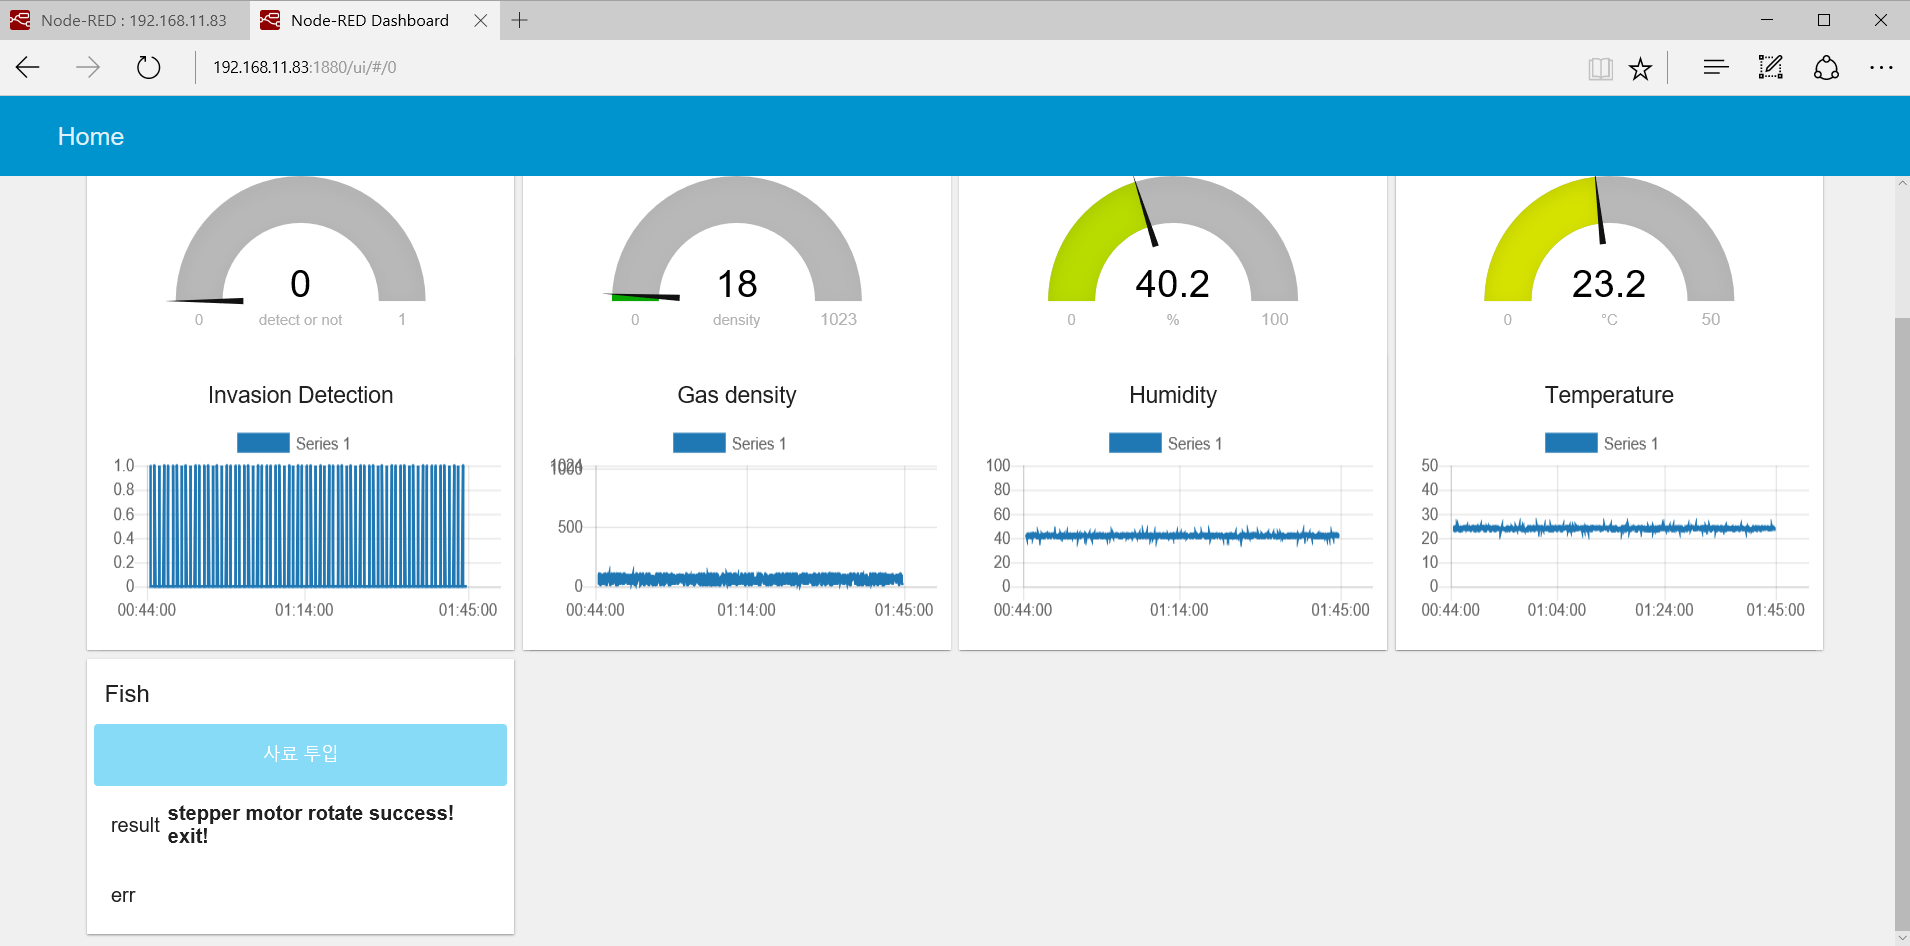 Node-RED : 192.168.11.83
Node-RED Dashboard
192.168.11.83:1880/ui/#/0
Home
0
0 detect or not 1
Invasion Detection
Series 1
1.0
0.8
0.6
0.4
0.2
0
00:44:00 01:14:00 01:45:00
18
0 density 1023
Gas density
Series 1
1024
1000
500
0
00:44:00 01:14:00 01:45:00
40.2
0 % 100
Humidity
Series 1
100
80
60
40
20
0
00:44:00 01:14:00 01:45:00
23.2
0 °C 50
Temperature
Series 1
50
40
30
20
10
0
00:44:00 01:04:00 01:24:00 01:45:00
Fish
사료 투입
result stepper motor rotate success!
exit!
err